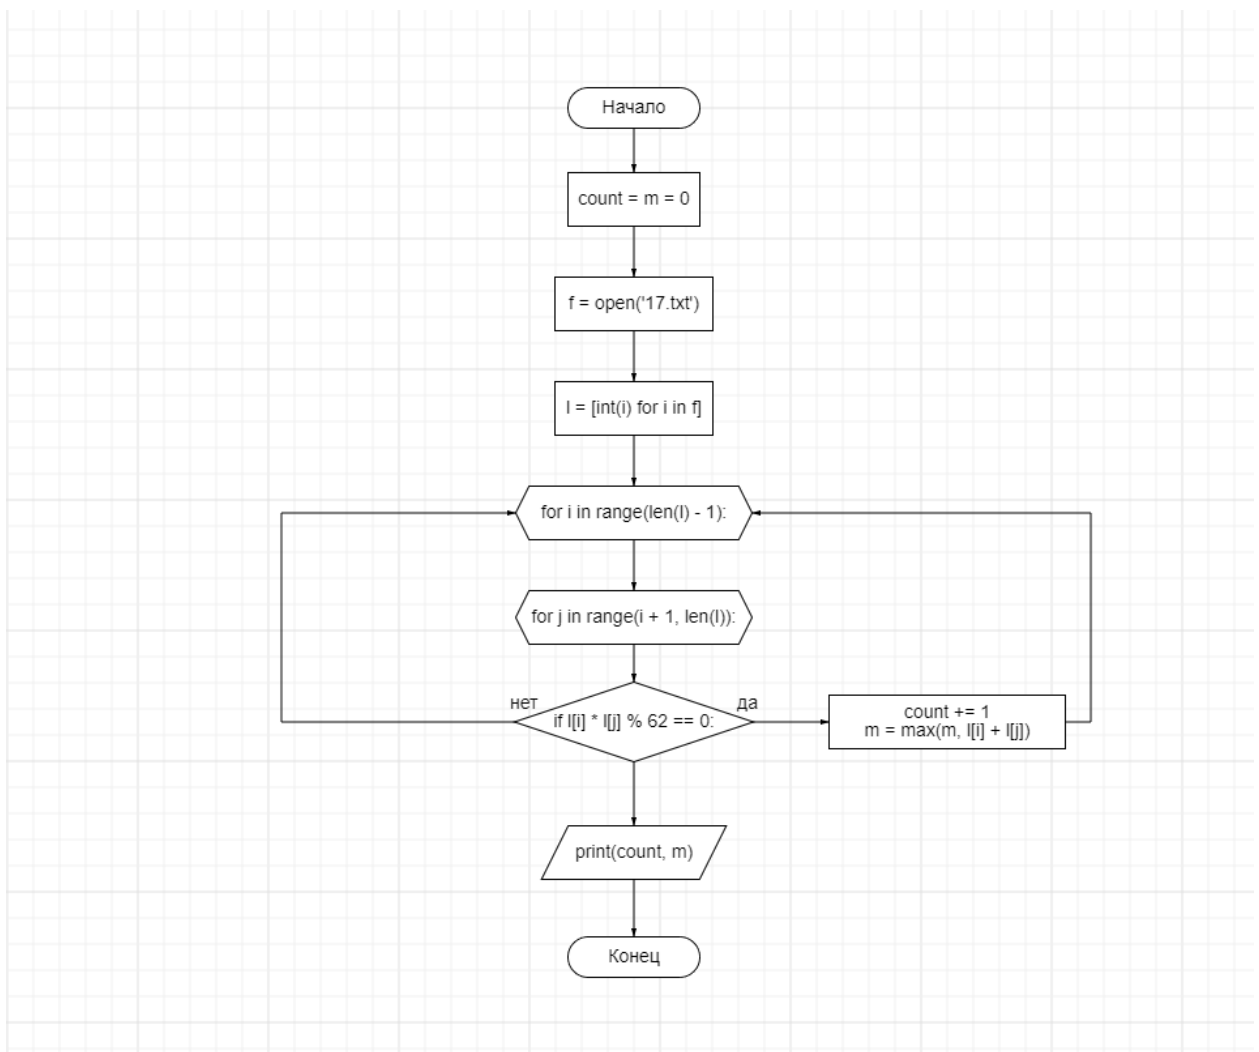 Начало
count = m = 0
f = open('17.txt')
l = [int(i) for i in f]
for i in range(len(l) - 1):
for j in range(i + 1, len(l)):
нет
if l[i] * l[j] % 62 == 0:
да
count += 1
m = max(m, l[i] + l[j])
print(count, m)
Конец